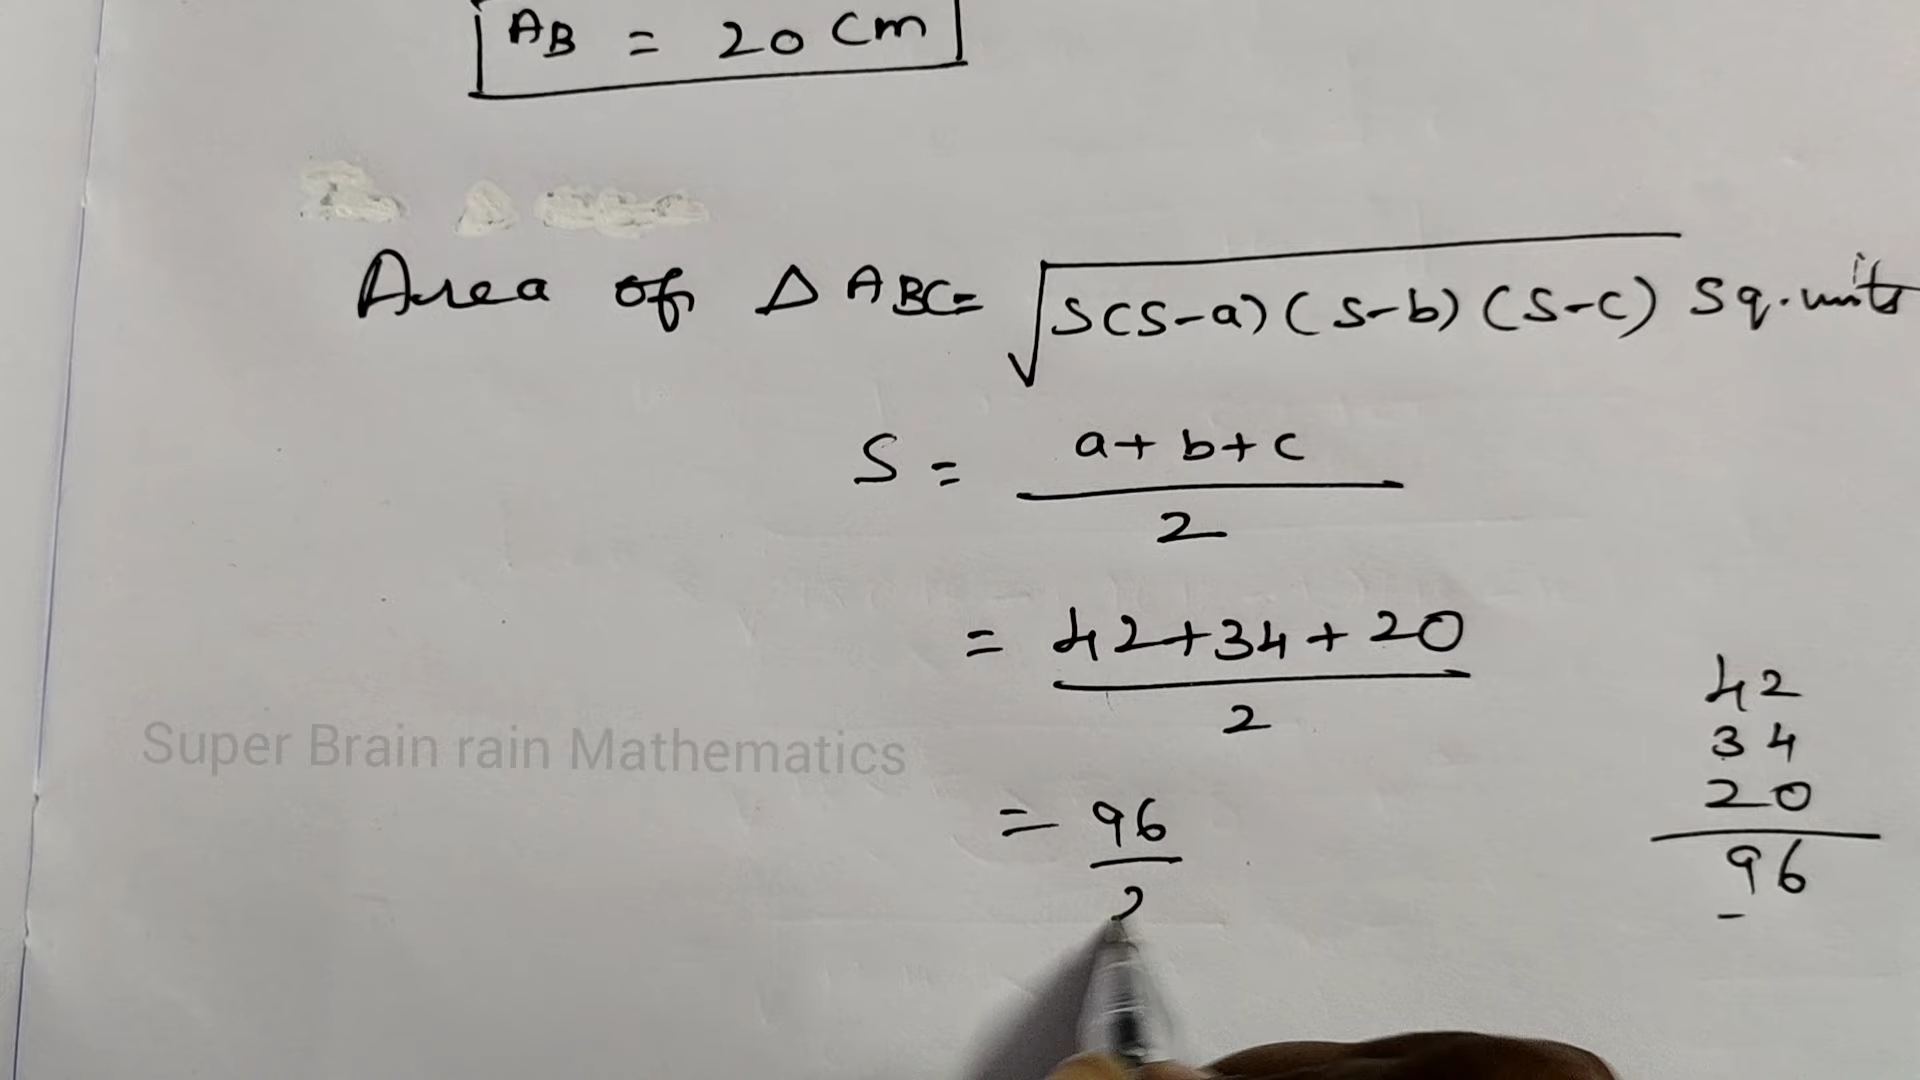 AB = 20 cm
Area of Δ ABC = √S(S-a)(S-b)(S-c) Sq.units
S = a+b+c
2
= 42+34+20
2
= 96
2
42
34
20
96
Super Brain rain Mathematics